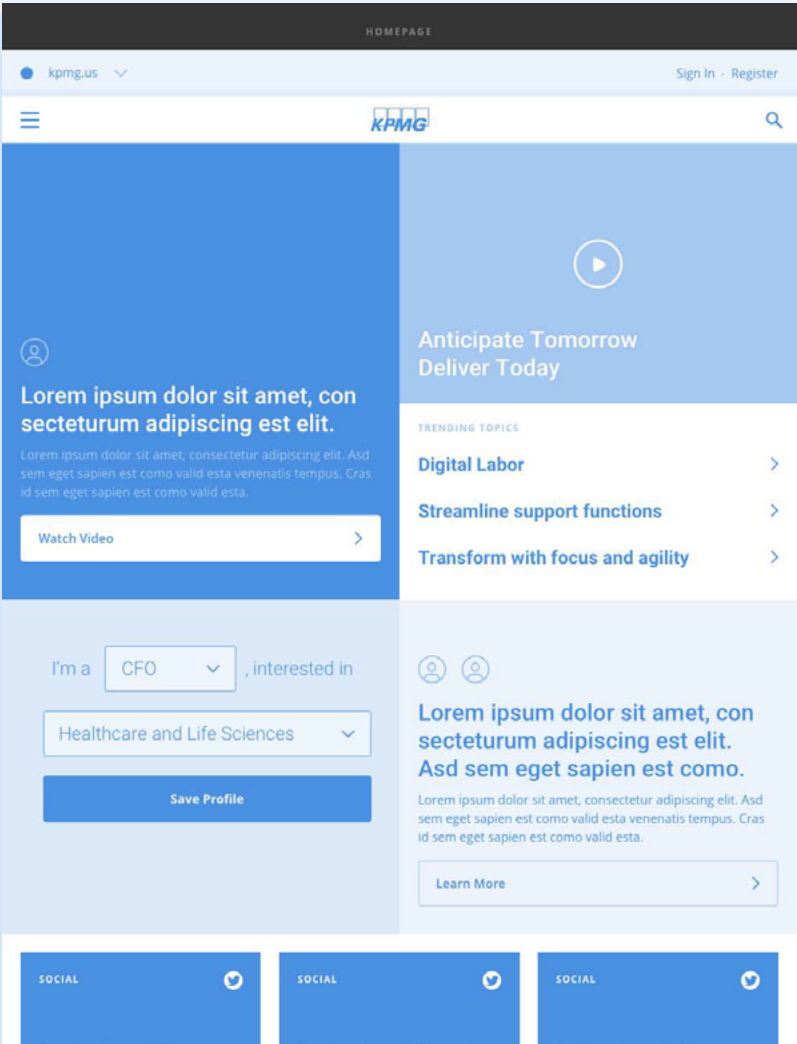 HOMEPAGE
kpmg.us
Sign In · Register
KPMG
Lorem ipsum dolor sit amet, con
secteturum adipiscing est elit.
Lorem ipsum dolor sit amet, consectetur adipiscing elit. Asd
sem eget sapien est como valid esta venenatis tempus. Cras
id sem eget sapien est como valid esta.
Watch Video
Anticipate Tomorrow
Deliver Today
TRENDING TOPICS
Digital Labor
Streamline support functions
Transform with focus and agility
I'm a CFO , interested in
Healthcare and Life Sciences
Save Profile
Lorem ipsum dolor sit amet, con
secteturum adipiscing est elit.
Asd sem eget sapien est como.
Lorem ipsum dolor sit amet, consectetur adipiscing elit. Asd
sem eget sapien est como valid esta venenatis tempus. Cras
id sem eget sapien est como valid esta.
Learn More
SOCIAL
SOCIAL
SOCIAL